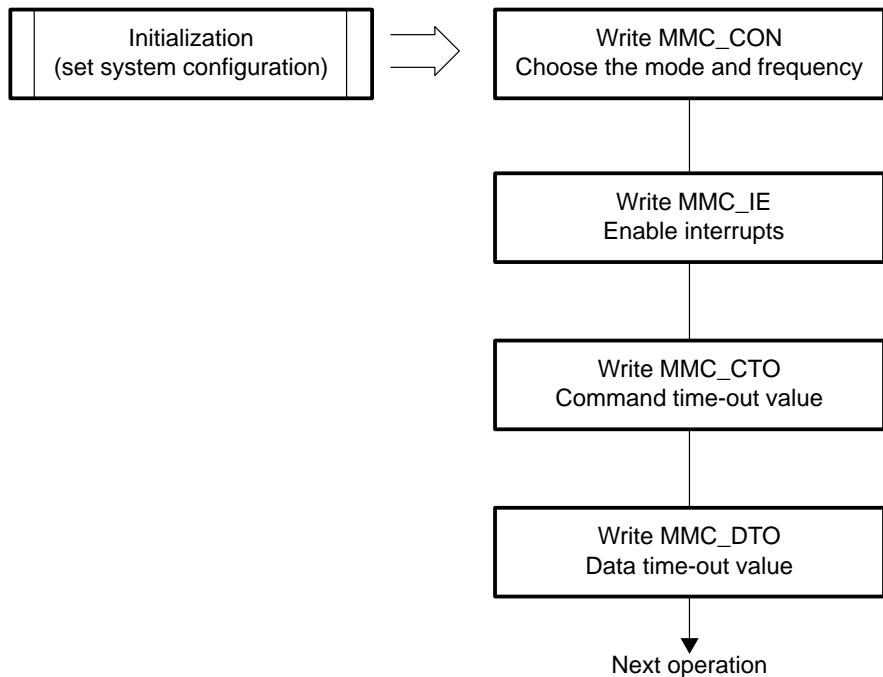 Initialization
(set system configuration)
Write MMC_CON
Choose the mode and frequency
Write MMC_IE
Enable interrupts
Write MMC_CTO
Command time-out value
Write MMC_DTO
Data time-out value
Next operation